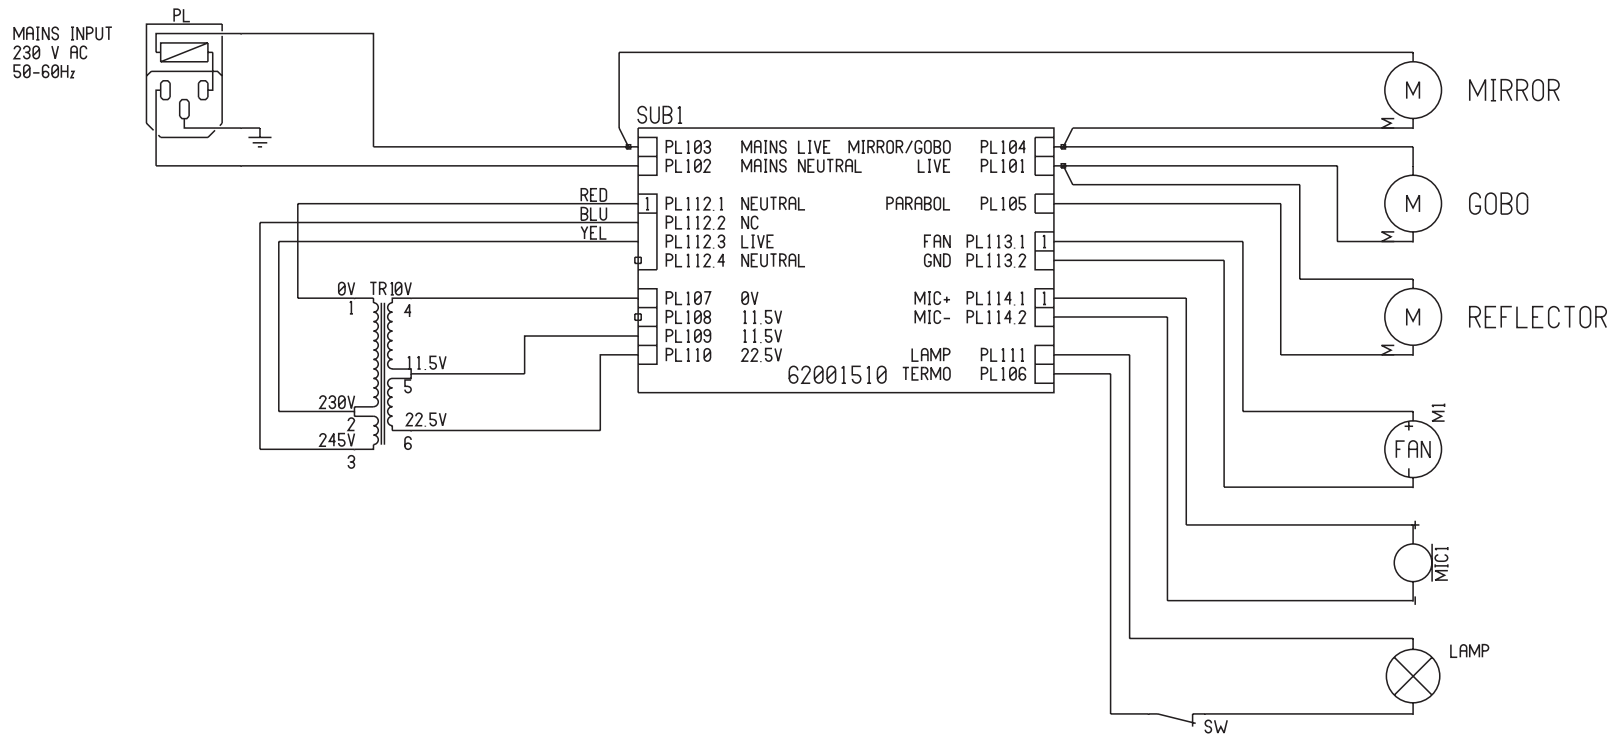 PL
MAINS INPUT
230 V AC
50-60Hz
SUB1
PL103 MAINS LIVE MIRROR/GOBO PL104
PL102 MAINS NEUTRAL LIVE PL101
RED
1 PL112.1 NEUTRAL PARABOL PL105
BLU
PL112.2 NC
YEL
PL112.3 LIVE FAN PL113.1 1
PL112.4 NEUTRAL GND PL113.2
PL107 0V MIC+ PL114.1 1
PL108 11.5V MIC- PL114.2
PL109 11.5V
PL110 22.5V LAMP PL111
62001510 TERMO PL106
0V TR1 0V
1 4
11.5V
5
230V
2
22.5V
245V 6
3
M MIRROR
M GOBO
M REFLECTOR
M1
+
FAN
-
+
MIC1
-
LAMP
SW